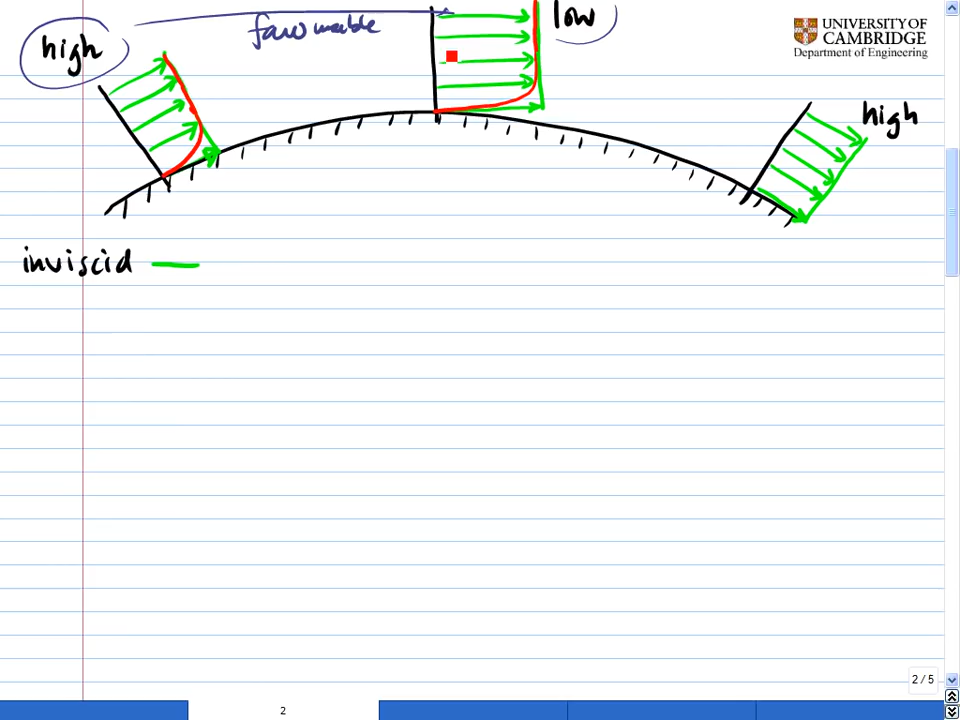 high
favourable
low
UNIVERSITY OF
CAMBRIDGE
Department of Engineering
high
inviscid
2 / 5
2